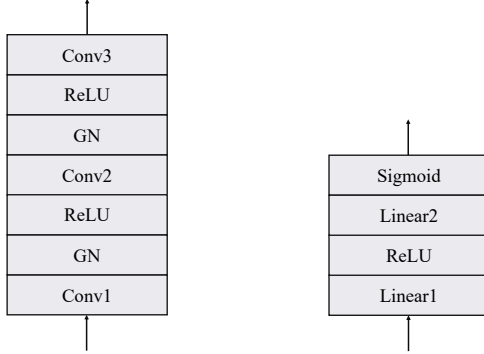 Conv3
ReLU
GN
Conv2
ReLU
GN
Conv1
Sigmoid
Linear2
ReLU
Linear1